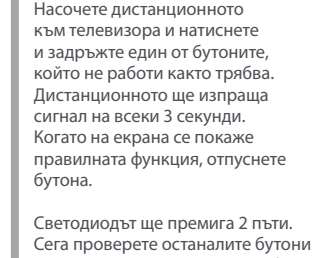 Насочете дистанционното
към телевизора и натиснете
и задръжте един от бутоните,
който не работи както трябва.
Дистанционното ще изпраща
сигнал на всеки 3 секунди.
Когато на екрана се покаже
правилната функция, отпуснете
бутона.

Светодиодът ще премига 2 пъти.
Сега проверете останалите бутони